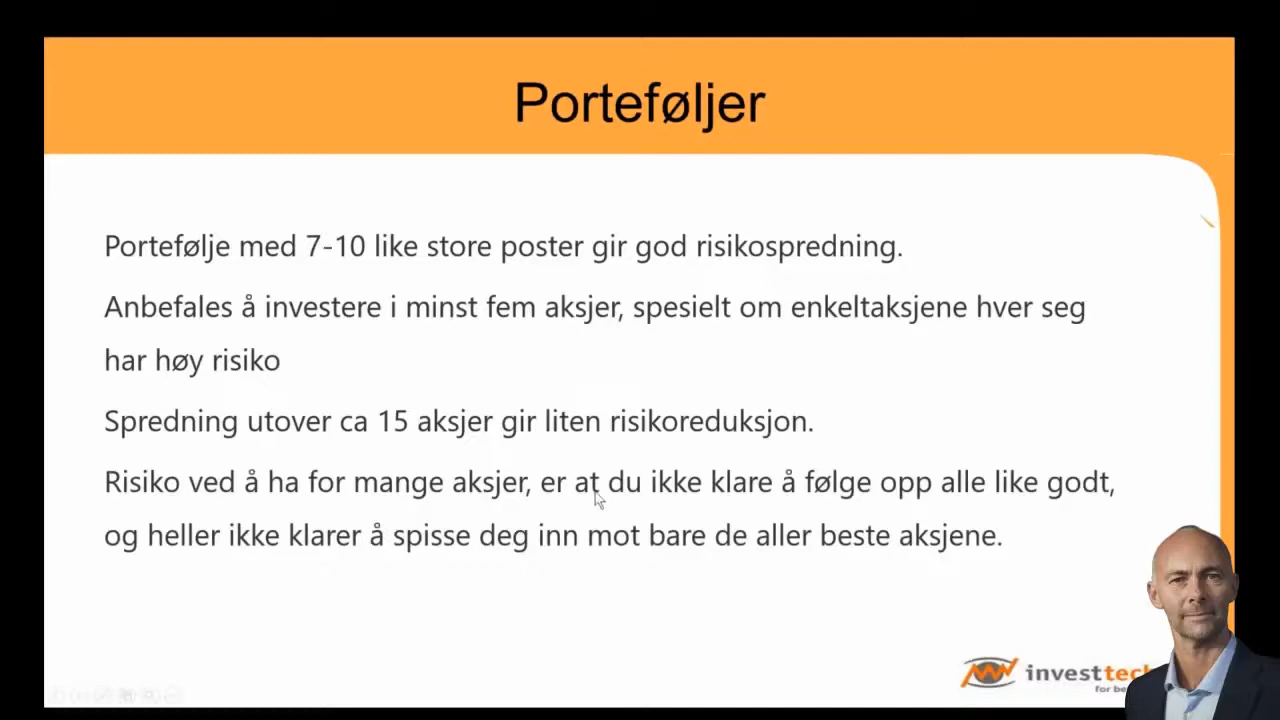 Porteføljer
Portefølje med 7-10 like store poster gir god risikospredning.
Anbefales å investere i minst fem aksjer, spesielt om enkeltaksjene hver seg
har høy risiko
Spredning utover ca 15 aksjer gir liten risikoreduksjon.
Risiko ved å ha for mange aksjer, er at du ikke klare å følge opp alle like godt,
og heller ikke klarer å spisse deg inn mot bare de aller beste aksjene.
investtec
for be